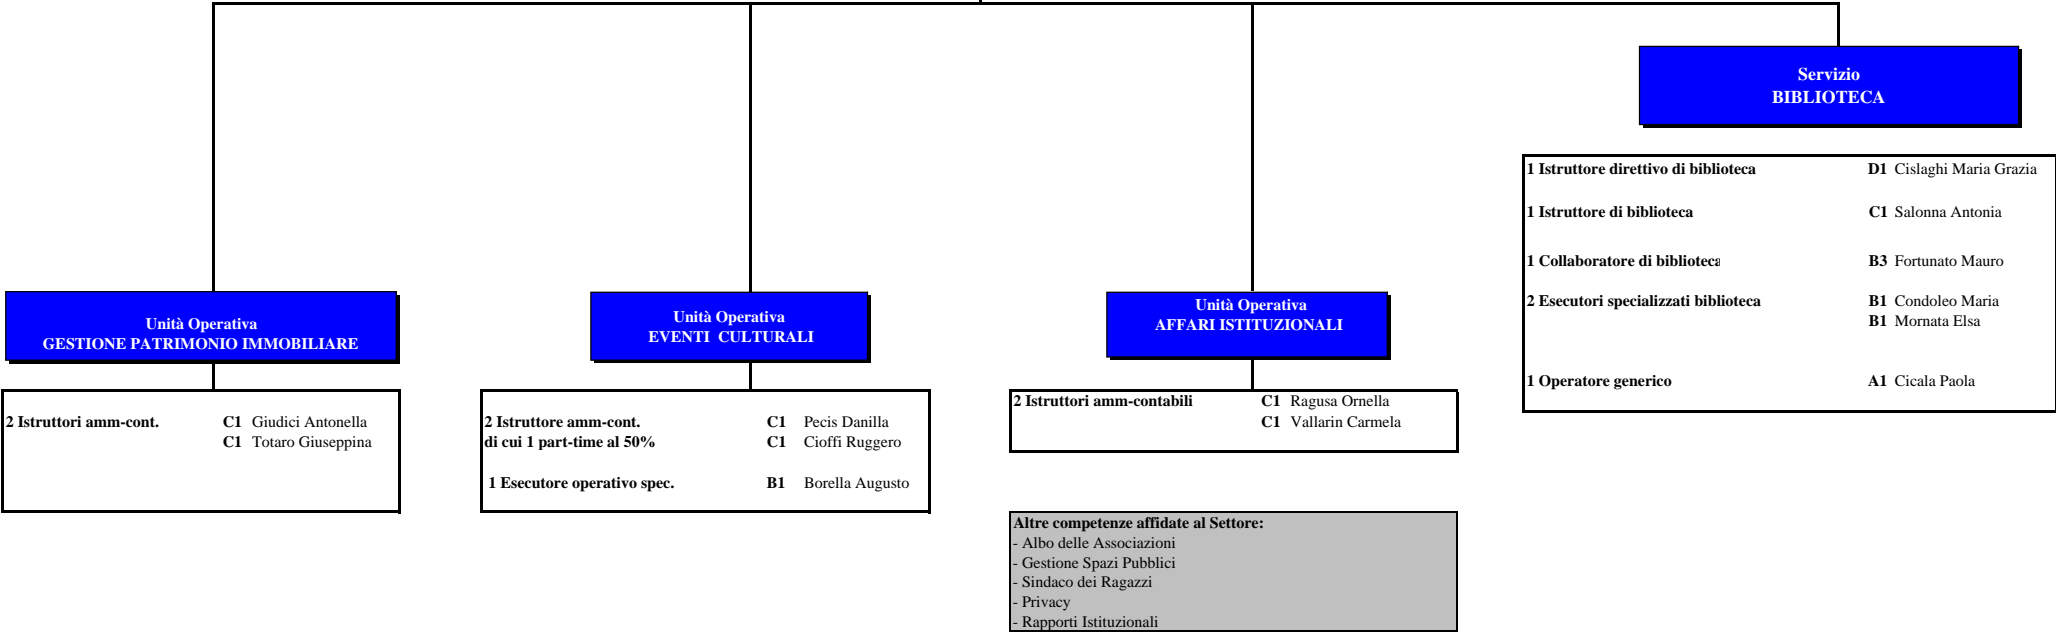 Servizio
BIBLIOTECA
1 Istruttore direttivo di biblioteca D1 Cislaghi Maria Grazia
1 Istruttore di biblioteca C1 Salonna Antonia
1 Collaboratore di biblioteca B3 Fortunato Mauro
2 Esecutori specializzati biblioteca B1 Condoleo Maria
B1 Mornata Elsa
1 Operatore generico A1 Cicala Paola
Unità Operativa
GESTIONE PATRIMONIO IMMOBILIARE
2 Istruttori amm-cont. C1 Giudici Antonella
C1 Totaro Giuseppina
Unità Operativa
EVENTI CULTURALI
2 Istruttore amm-cont. C1 Pecis Danilla
di cui 1 part-time al 50% C1 Cioffi Ruggero
1 Esecutore operativo spec. B1 Borella Augusto
Unità Operativa
AFFARI ISTITUZIONALI
2 Istruttori amm-contabili C1 Ragusa Ornella
C1 Vallarin Carmela
Altre competenze affidate al Settore:
- Albo delle Associazioni
- Gestione Spazi Pubblici
- Sindaco dei Ragazzi
- Privacy
- Rapporti Istituzionali